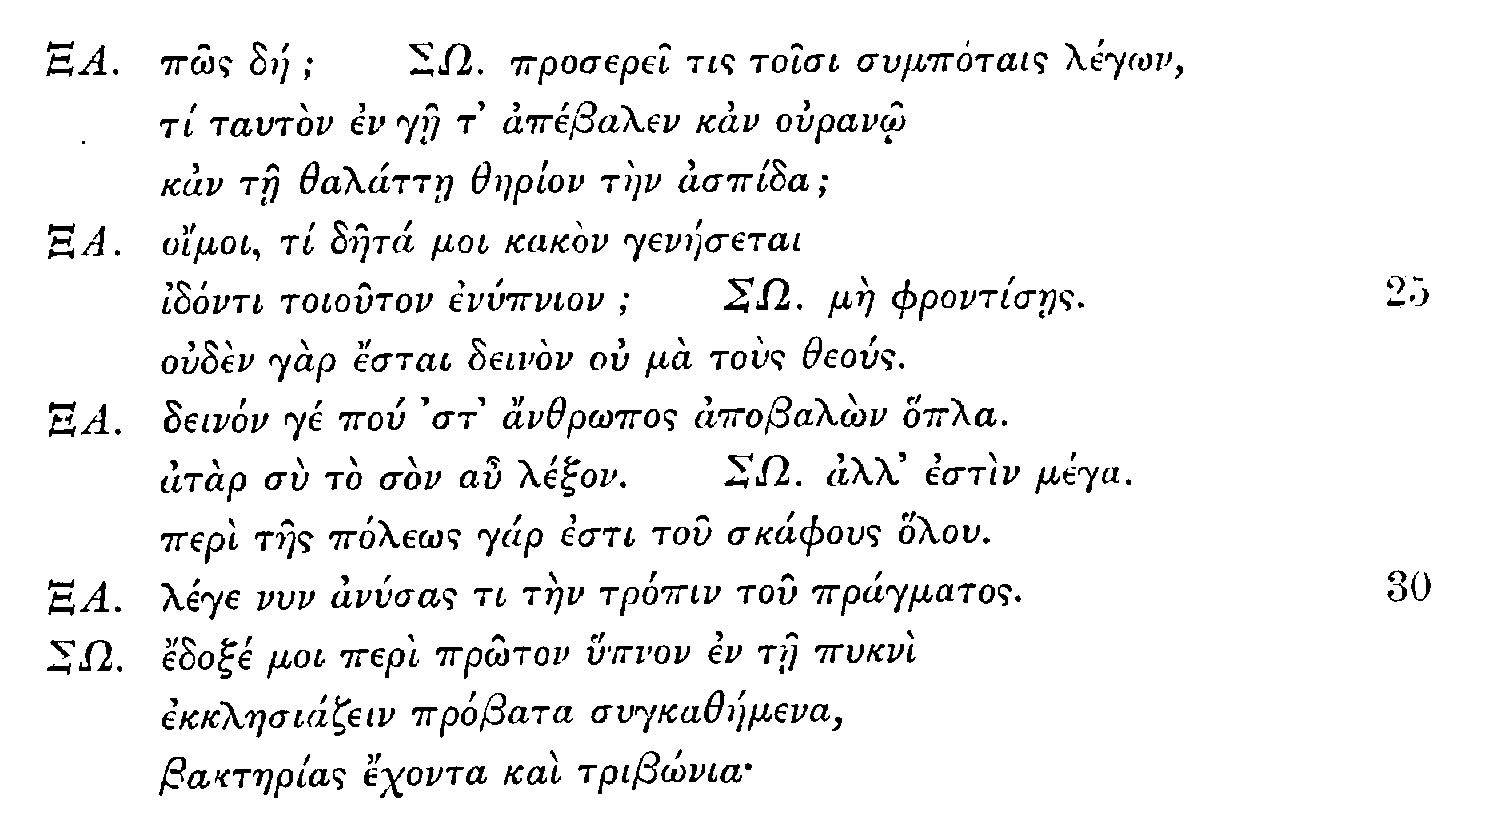 ΞΑ. πῶς δή; ΣΩ. προσερεῖ τις τοῖσι συμπόταις λέγων,
τί ταυτὸν ἐν γῇ τ’ ἀπέβαλεν κἀν οὐρανῷ
κἀν τῇ θαλάττῃ θηρίον τὴν ἀσπίδα;
ΞΑ. οἴμοι, τί δῆτά μοι κακὸν γενήσεται
ἰδόντι τοιοῦτον ἐνύπνιον; ΣΩ. μὴ φροντίσῃς. 25
οὐδὲν γὰρ ἔσται δεινὸν οὐ μὰ τοὺς θεούς.
ΞΑ. δεινόν γέ πού ’στ’ ἄνθρωπος ἀποβαλὼν ὅπλα.
ἀτὰρ σὺ τὸ σὸν αὖ λέξον. ΣΩ. ἀλλ’ ἐστὶν μέγα.
περὶ τῆς πόλεως γάρ ἐστι τοῦ σκάφους ὅλου.
ΞΑ. λέγε νυν ἀνύσας τι τὴν τρόπιν τοῦ πράγματος. 30
ΣΩ. ἔδοξέ μοι περὶ πρῶτον ὕπνον ἐν τῇ πυκνὶ
ἐκκλησιάζειν πρόβατα συγκαθήμενα,
βακτηρίας ἔχοντα καὶ τριβώνια·